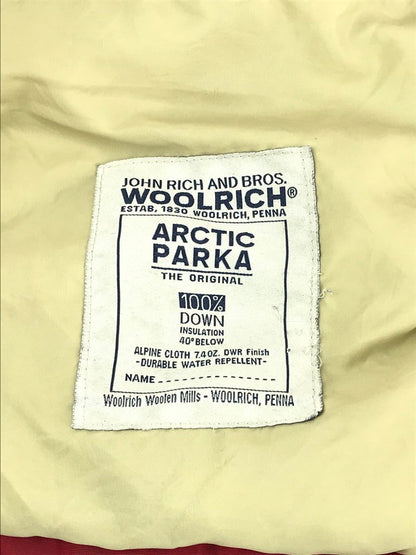 JOHN RICH AND BROS.
WOOLRICH®
ESTAB. 1830 WOOLRICH, PENNA
ARCTIC
PARKA
THE ORIGINAL
100%
DOWN
INSULATION
40° BELOW
ALPINE CLOTH 7.4 OZ. DWR Finish
-DURABLE WATER REPELLENT-
NAME
Woolrich Woolen Mills - WOOLRICH, PENNA